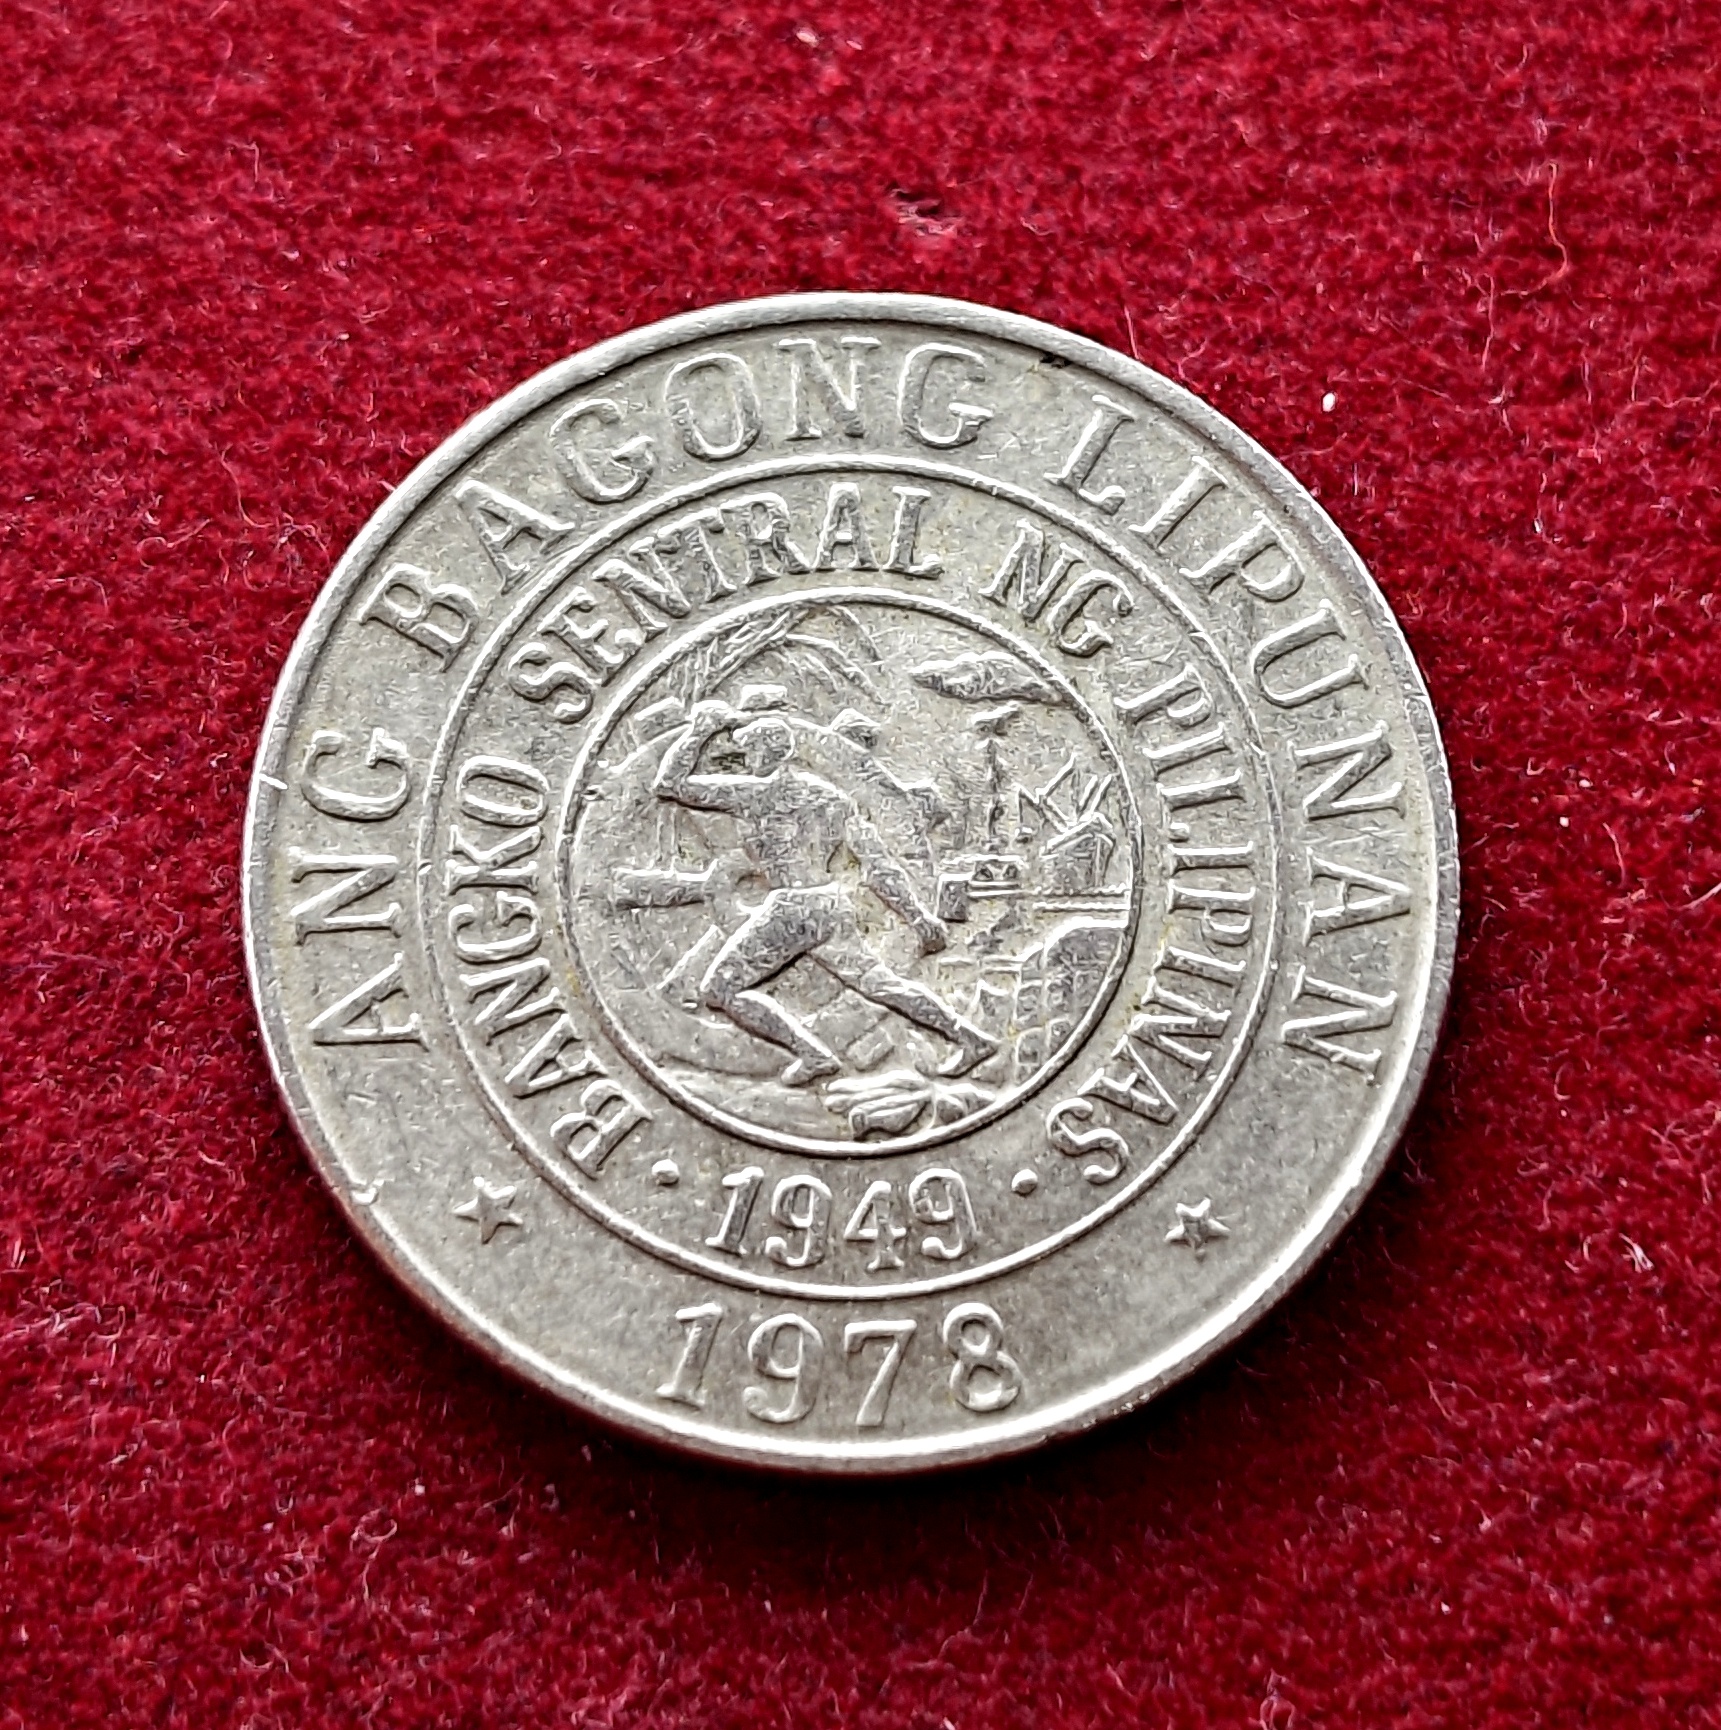 ANG BAGONG LIPUNAN
BANGKO SENTRAL NG PILIPINAS
· 1949 ·
1978